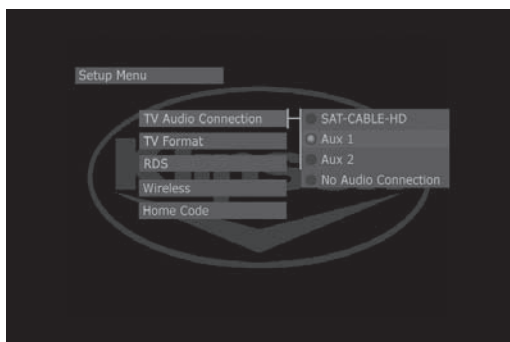 Setup Menu
TV Audio Connection
TV Format
RDS
Wireless
Home Code
SAT-CABLE-HD
Aux 1
Aux 2
No Audio Connection